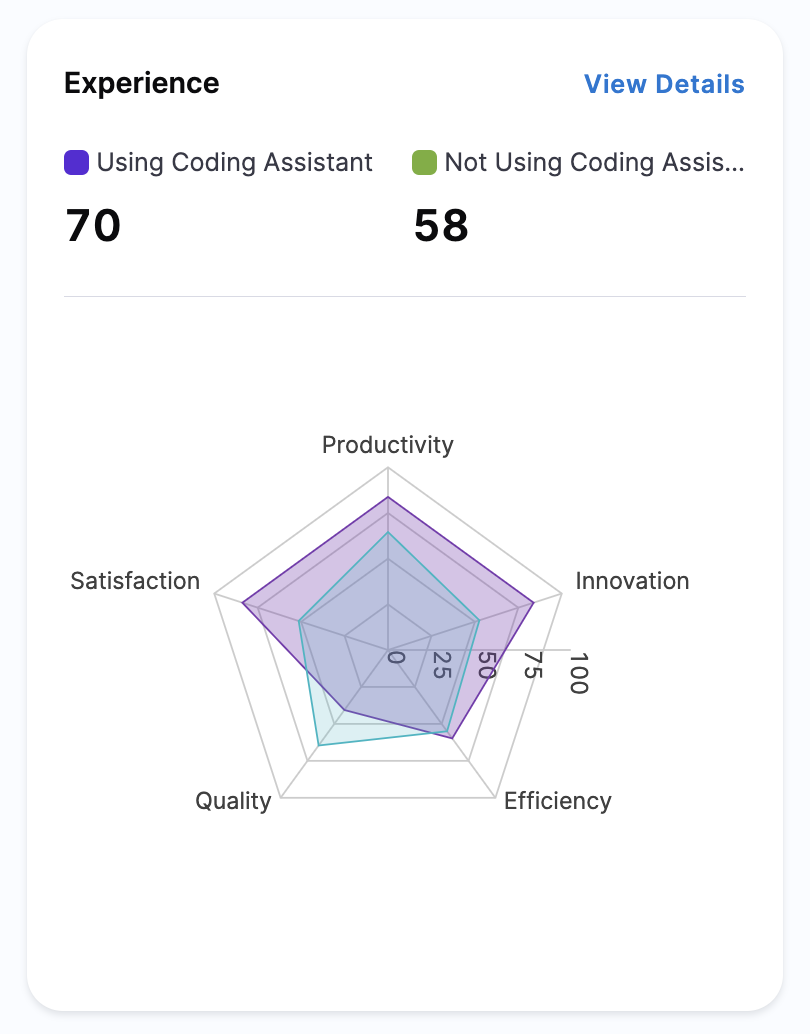 Experience
View Details
Using Coding Assistant
Not Using Coding Assis...
70
58
Productivity
Satisfaction
Innovation
0
25
50
75
100
Quality
Efficiency